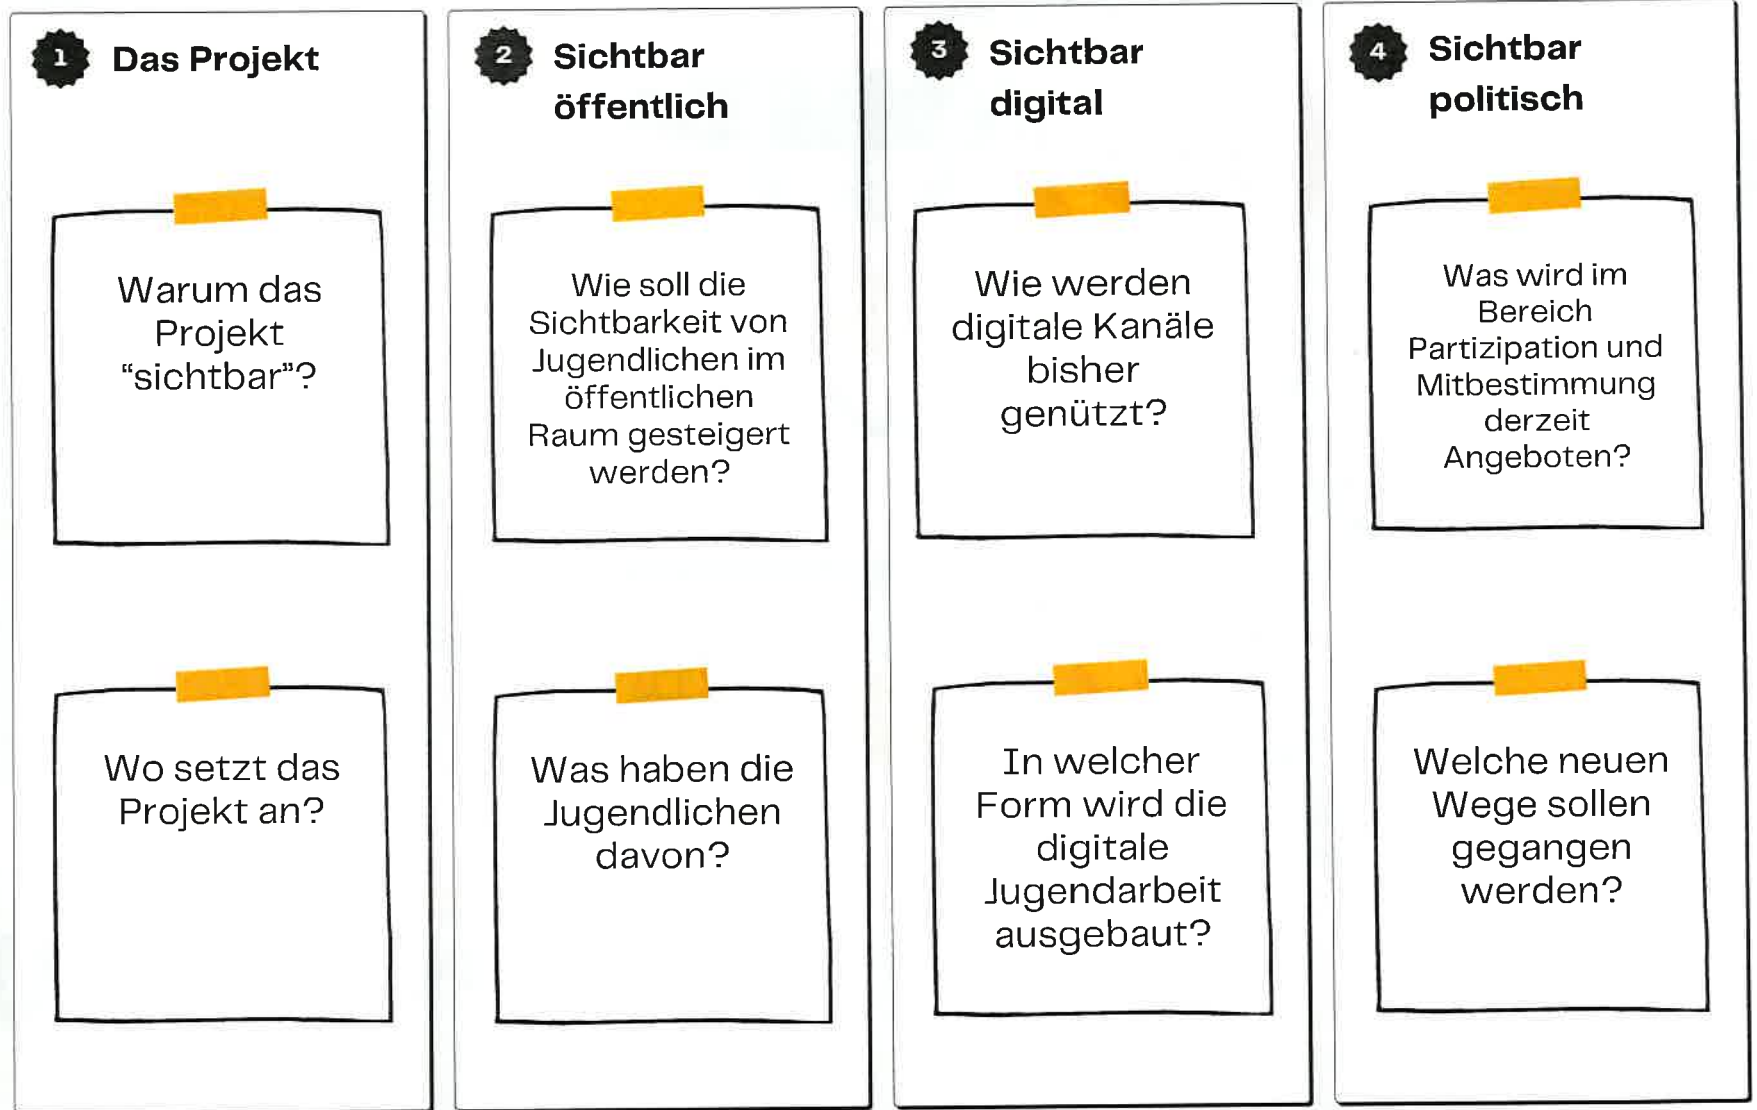 1 Das Projekt
Warum das
Projekt
“sichtbar”?
Wo setzt das
Projekt an?
2 Sichtbar
öffentlich
Wie soll die
Sichtbarkeit von
Jugendlichen im
öffentlichen
Raum gesteigert
werden?
Was haben die
Jugendlichen
davon?
3 Sichtbar
digital
Wie werden
digitale Kanäle
bisher
genützt?
In welcher
Form wird die
digitale
Jugendarbeit
ausgebaut?
4 Sichtbar
politisch
Was wird im
Bereich
Partizipation und
Mitbestimmung
derzeit
Angeboten?
Welche neuen
Wege sollen
gegangen
werden?